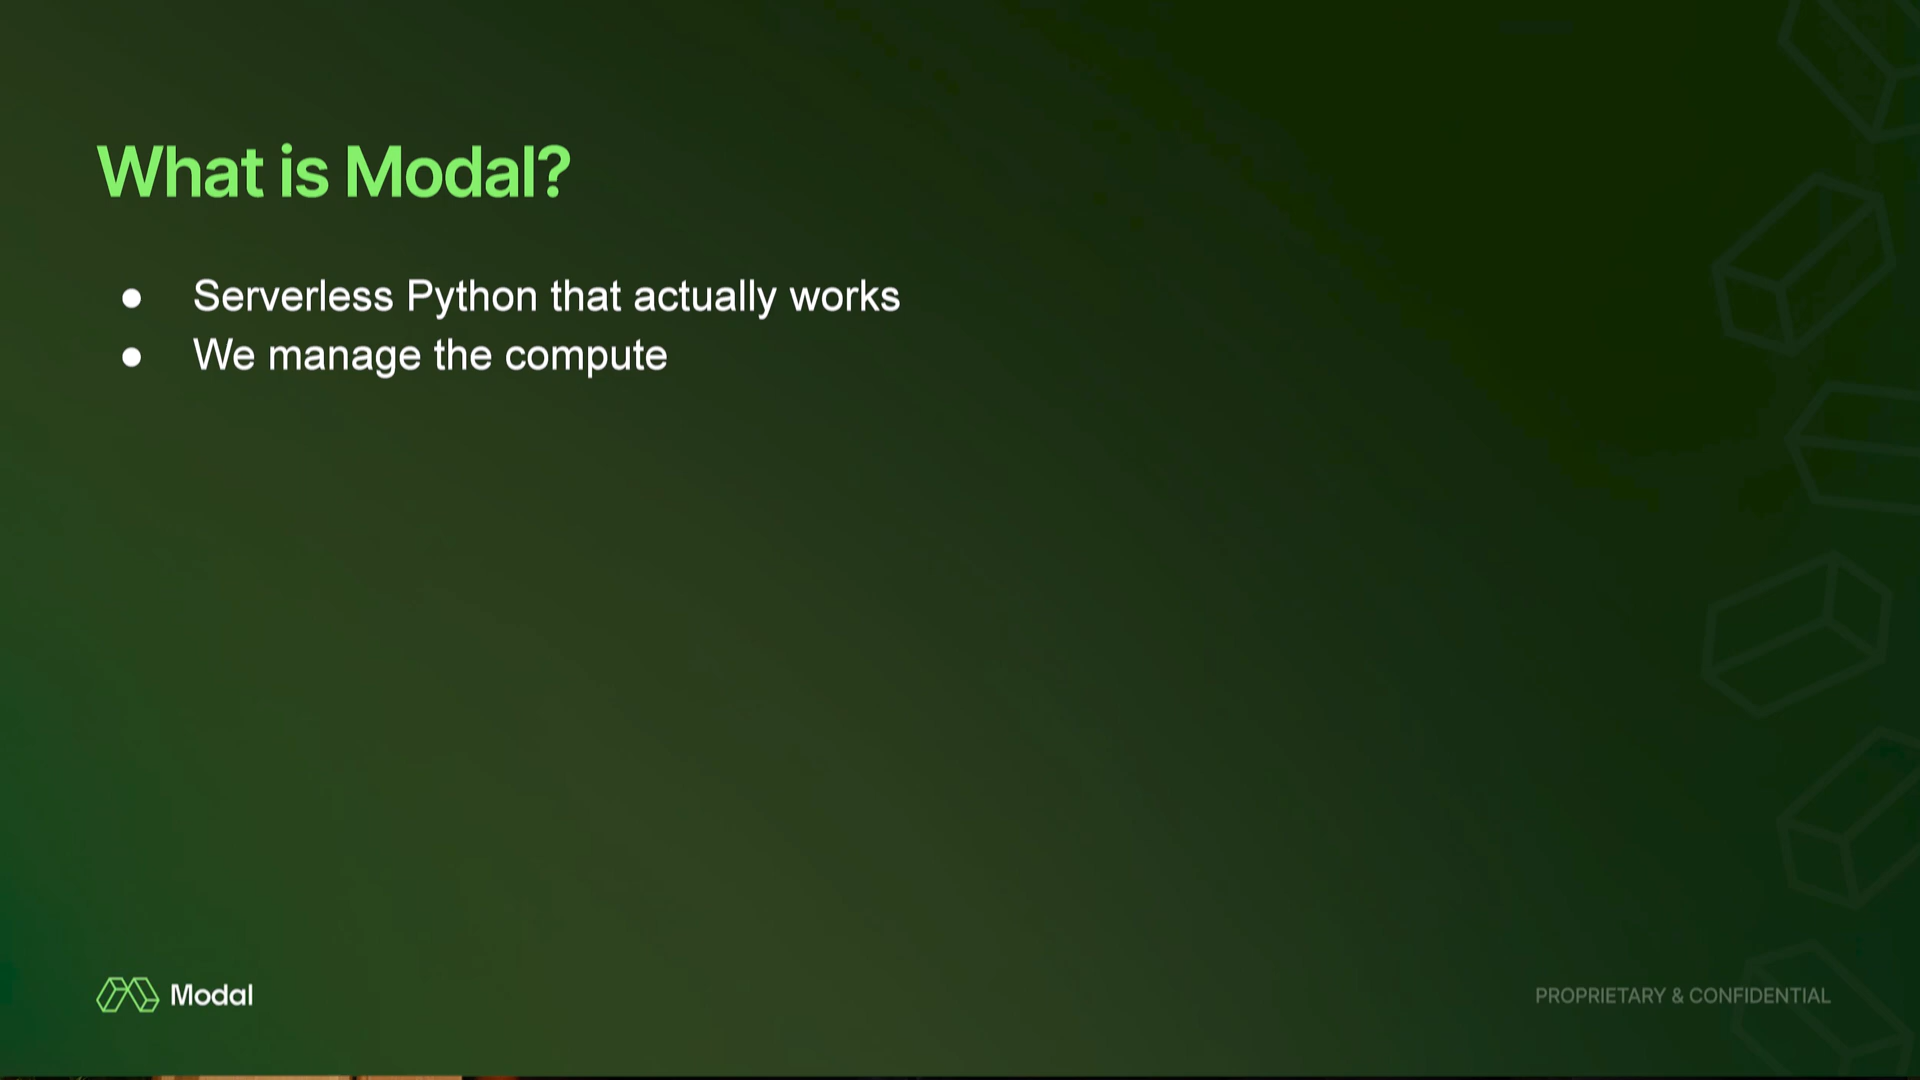 What is Modal?
● Serverless Python that actually works
● We manage the compute
Modal
PROPRIETARY & CONFIDENTIAL